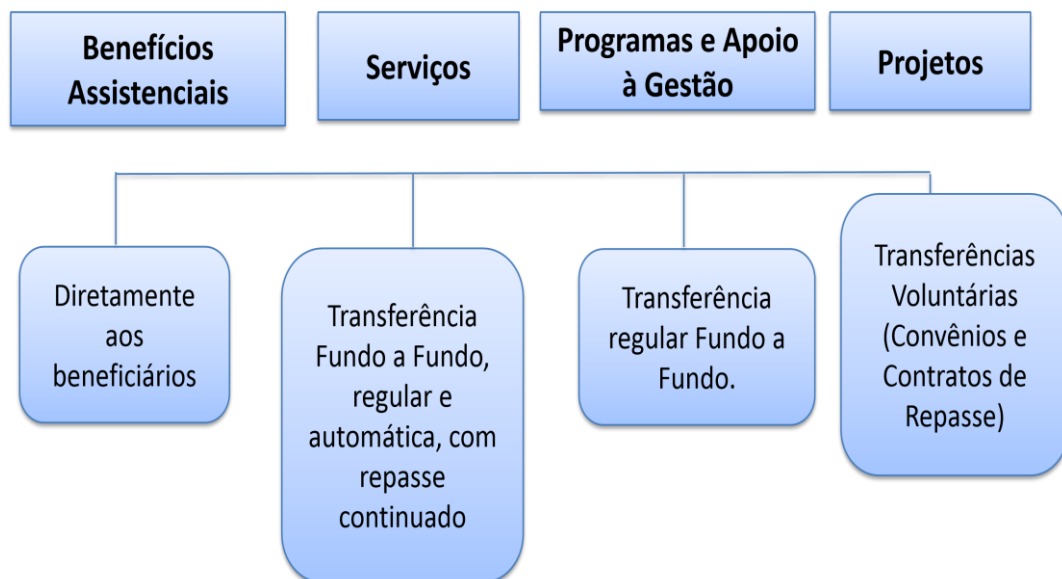 Benefícios
Assistenciais
Serviços
Programas e Apoio
à Gestão
Projetos
Diretamente
aos
beneficiários
Transferência
Fundo a Fundo,
regular e
automática, com
repasse
continuado
Transferência
regular Fundo a
Fundo.
Transferências
Voluntárias
(Convênios e
Contratos de
Repasse)